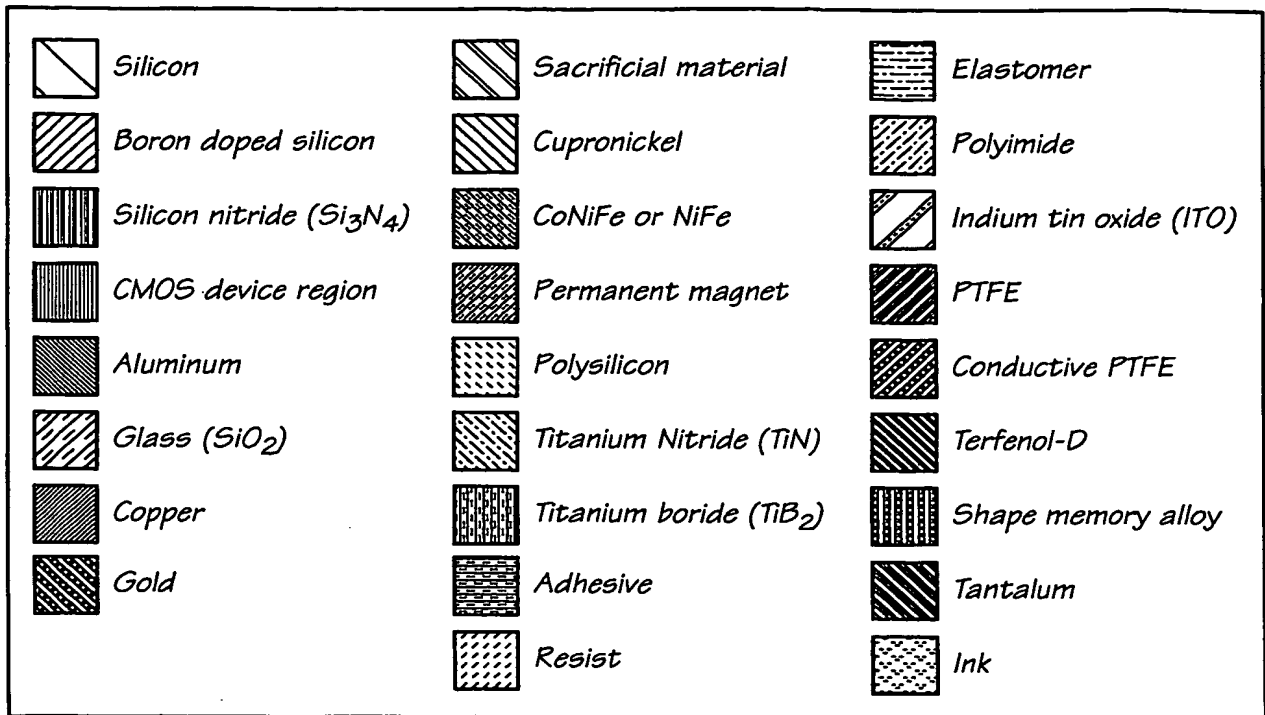 Silicon
Boron doped silicon
Silicon nitride (Si₃N₄)
CMOS device region
Aluminum
Glass (SiO₂)
Copper
Gold
Sacrificial material
Cupronickel
CoNiFe or NiFe
Permanent magnet
Polysilicon
Titanium Nitride (TiN)
Titanium boride (TiB₂)
Adhesive
Resist
Elastomer
Polyimide
Indium tin oxide (ITO)
PTFE
Conductive PTFE
Terfenol-D
Shape memory alloy
Tantalum
Ink